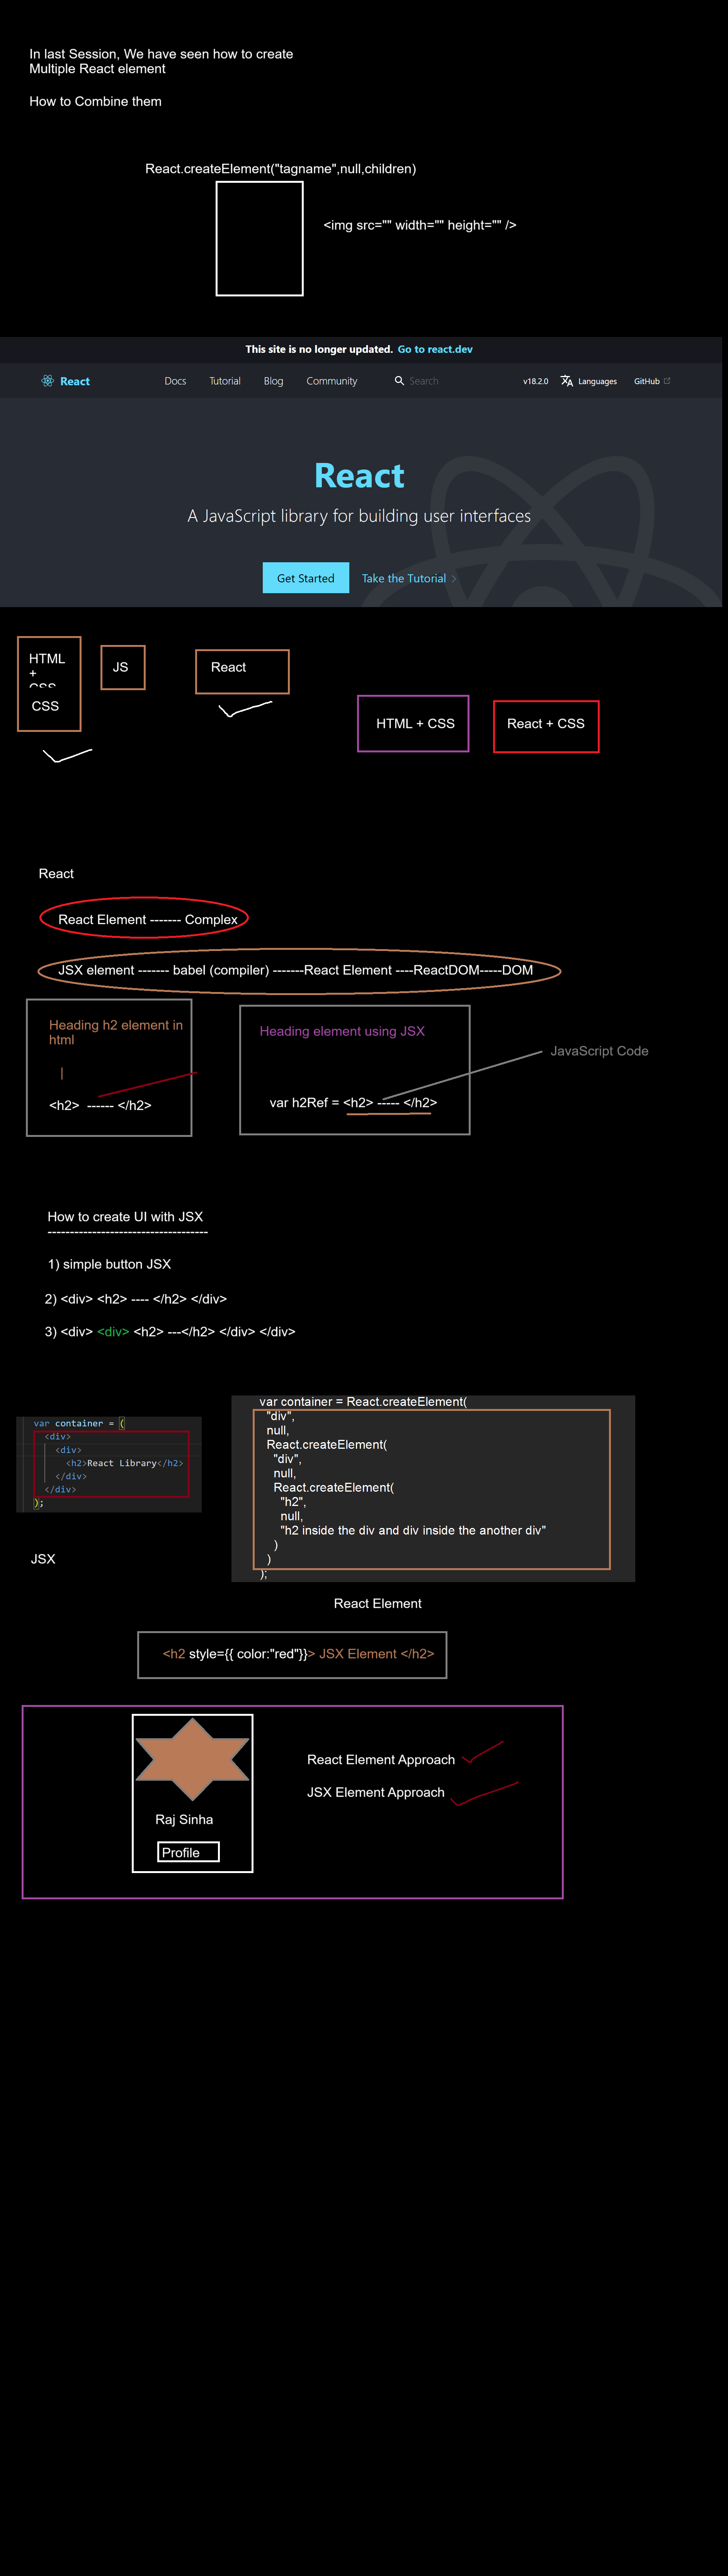 In last Session, We have seen how to create
Multiple React element
How to Combine them
React.createElement("tagname",null,children)
<img src="" width="" height="" />
This site is no longer updated. Go to react.dev
React Docs Tutorial Blog Community Search v18.2.0 Languages GitHub
React
A JavaScript library for building user interfaces
Get Started Take the Tutorial
HTML
+
CSS
CSS
JS
React
HTML + CSS
React + CSS
React
React Element ------- Complex
JSX element ------- babel (compiler) -------React Element ----ReactDOM-----DOM
Heading h2 element in
html
|
<h2> ------ </h2>
Heading element using JSX
var h2Ref = <h2> ----- </h2>
JavaScript Code
How to create UI with JSX
------------------------------------
1) simple button JSX
2) <div> <h2> ---- </h2> </div>
3) <div> <div> <h2> ---</h2> </div> </div>
var container = (
<div>
<div>
<h2>React Library</h2>
</div>
</div>
);
JSX
var container = React.createElement(
"div",
null,
React.createElement(
"div",
null,
React.createElement(
"h2",
null,
"h2 inside the div and div inside the another div"
)
)
);
React Element
<h2 style={{ color:"red"}}> JSX Element </h2>
Raj Sinha
Profile
React Element Approach
JSX Element Approach